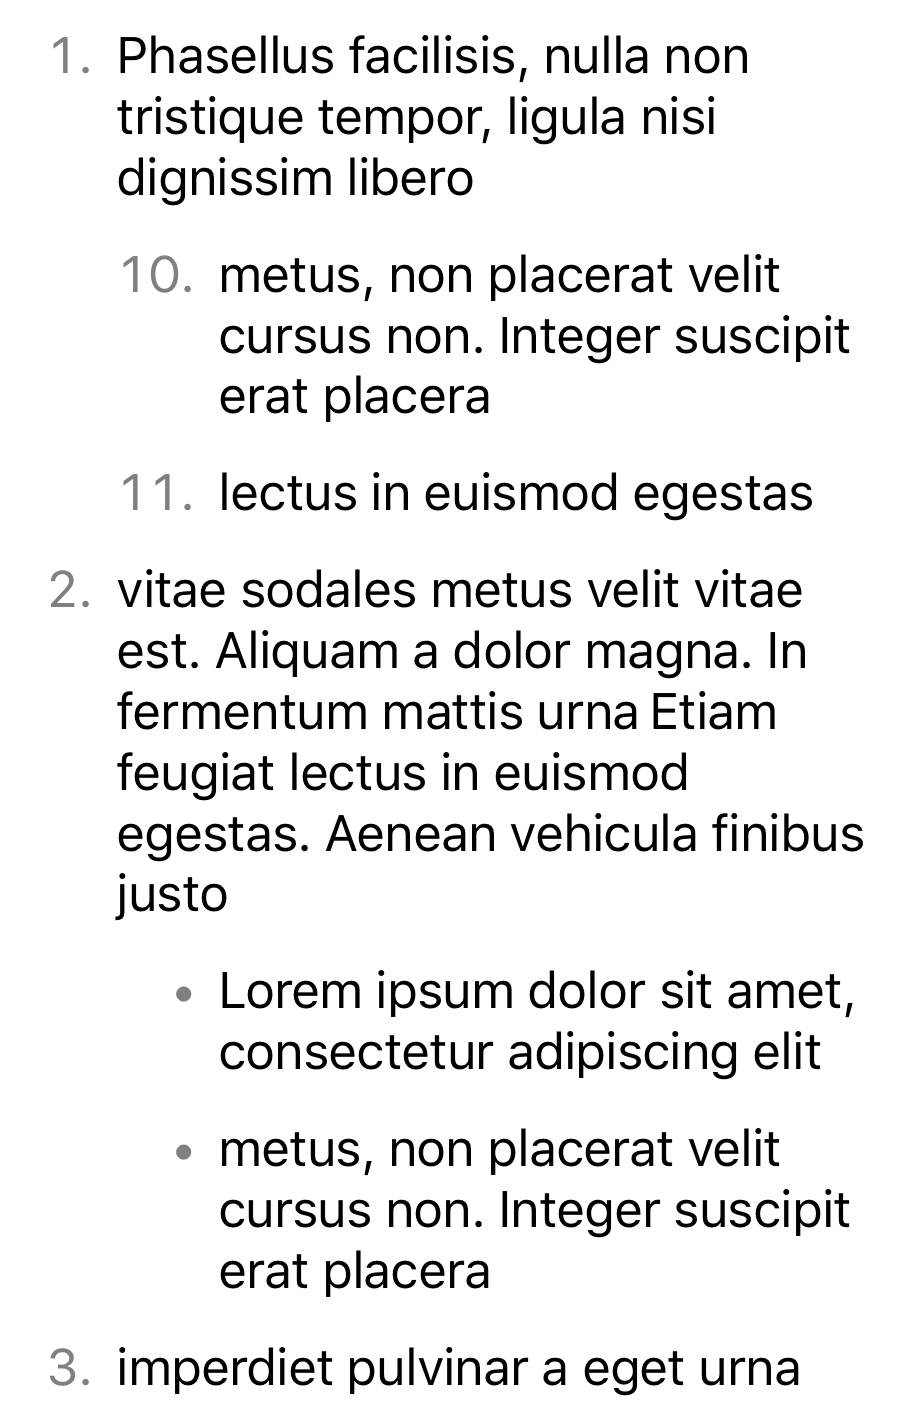 1. Phasellus facilisis, nulla non
tristique tempor, ligula nisi
dignissim libero
10. metus, non placerat velit
cursus non. Integer suscipit
erat placera
11. lectus in euismod egestas
2. vitae sodales metus velit vitae
est. Aliquam a dolor magna. In
fermentum mattis urna Etiam
feugiat lectus in euismod
egestas. Aenean vehicula finibus
justo
• Lorem ipsum dolor sit amet,
consectetur adipiscing elit
• metus, non placerat velit
cursus non. Integer suscipit
erat placera
3. imperdiet pulvinar a eget urna